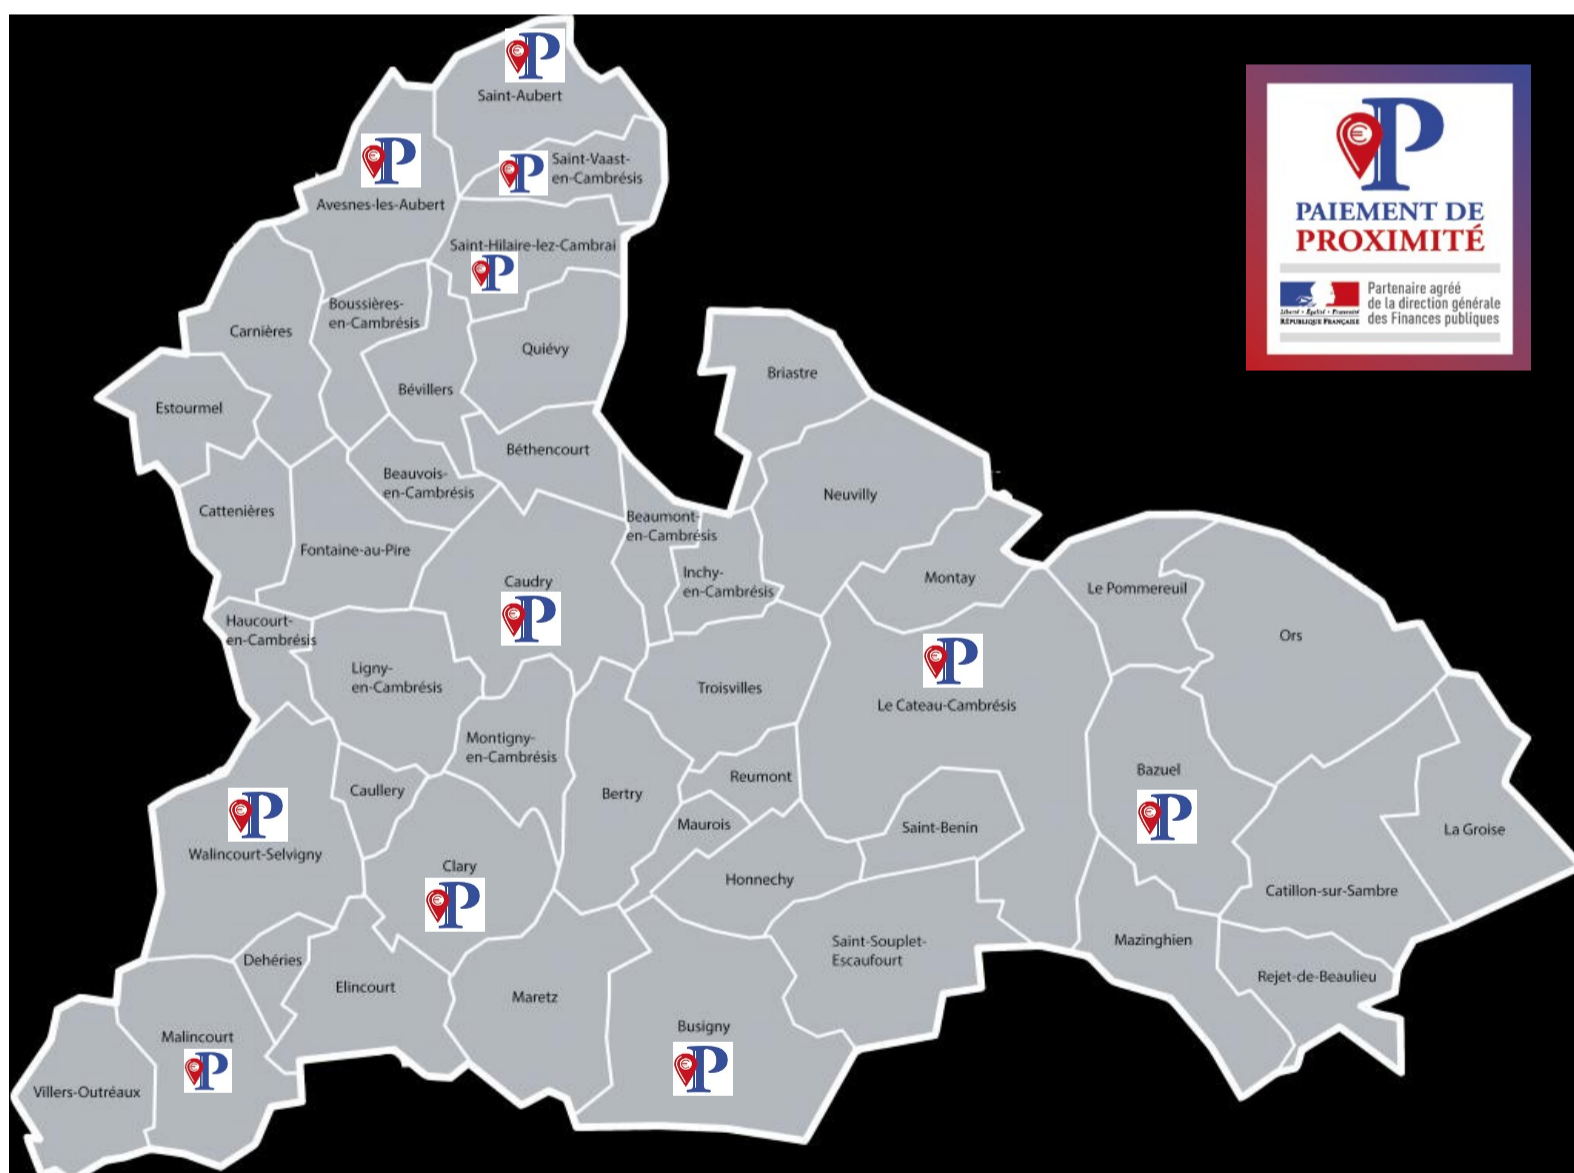 P
Saint-Aubert
PAIEMENT DE
PROXIMITÉ
Liberté • Égalité • Fraternité
RÉPUBLIQUE FRANÇAISE
Partenaire agréé
de la direction générale
des Finances publiques
P
Avesnes-les-Aubert
P
Saint-Vaast-
en-Cambrésis
Saint-Hilaire-lez-Cambrai
P
Boussières-
en-Cambrésis
Carnières
Quiévy
Briastre
Bévillers
Estourmel
Béthencourt
Beauvois-
en-Cambrésis
Neuvilly
Cattenières
Beaumont-
en-Cambrésis
Fontaine-au-Pire
Caudry
P
Inchy-
en-Cambrésis
Montay
Le Pommereuil
Haucourt-
en-Cambrésis
Ors
Ligny-
en-Cambrésis
Troisvilles
P
Le Cateau-Cambrésis
Montigny-
en-Cambrésis
Reumont
Bazuel
P
Caullery
Bertry
Maurois
Saint-Benin
La Groise
P
Walincourt-Selvigny
Clary
P
Honnechy
Catillon-sur-Sambre
Saint-Souplet-
Escaufourt
Mazinghien
Dehéries
Elincourt
Maretz
Rejet-de-Beaulieu
Malincourt
P
Busigny
P
Villers-Outréaux
P
€